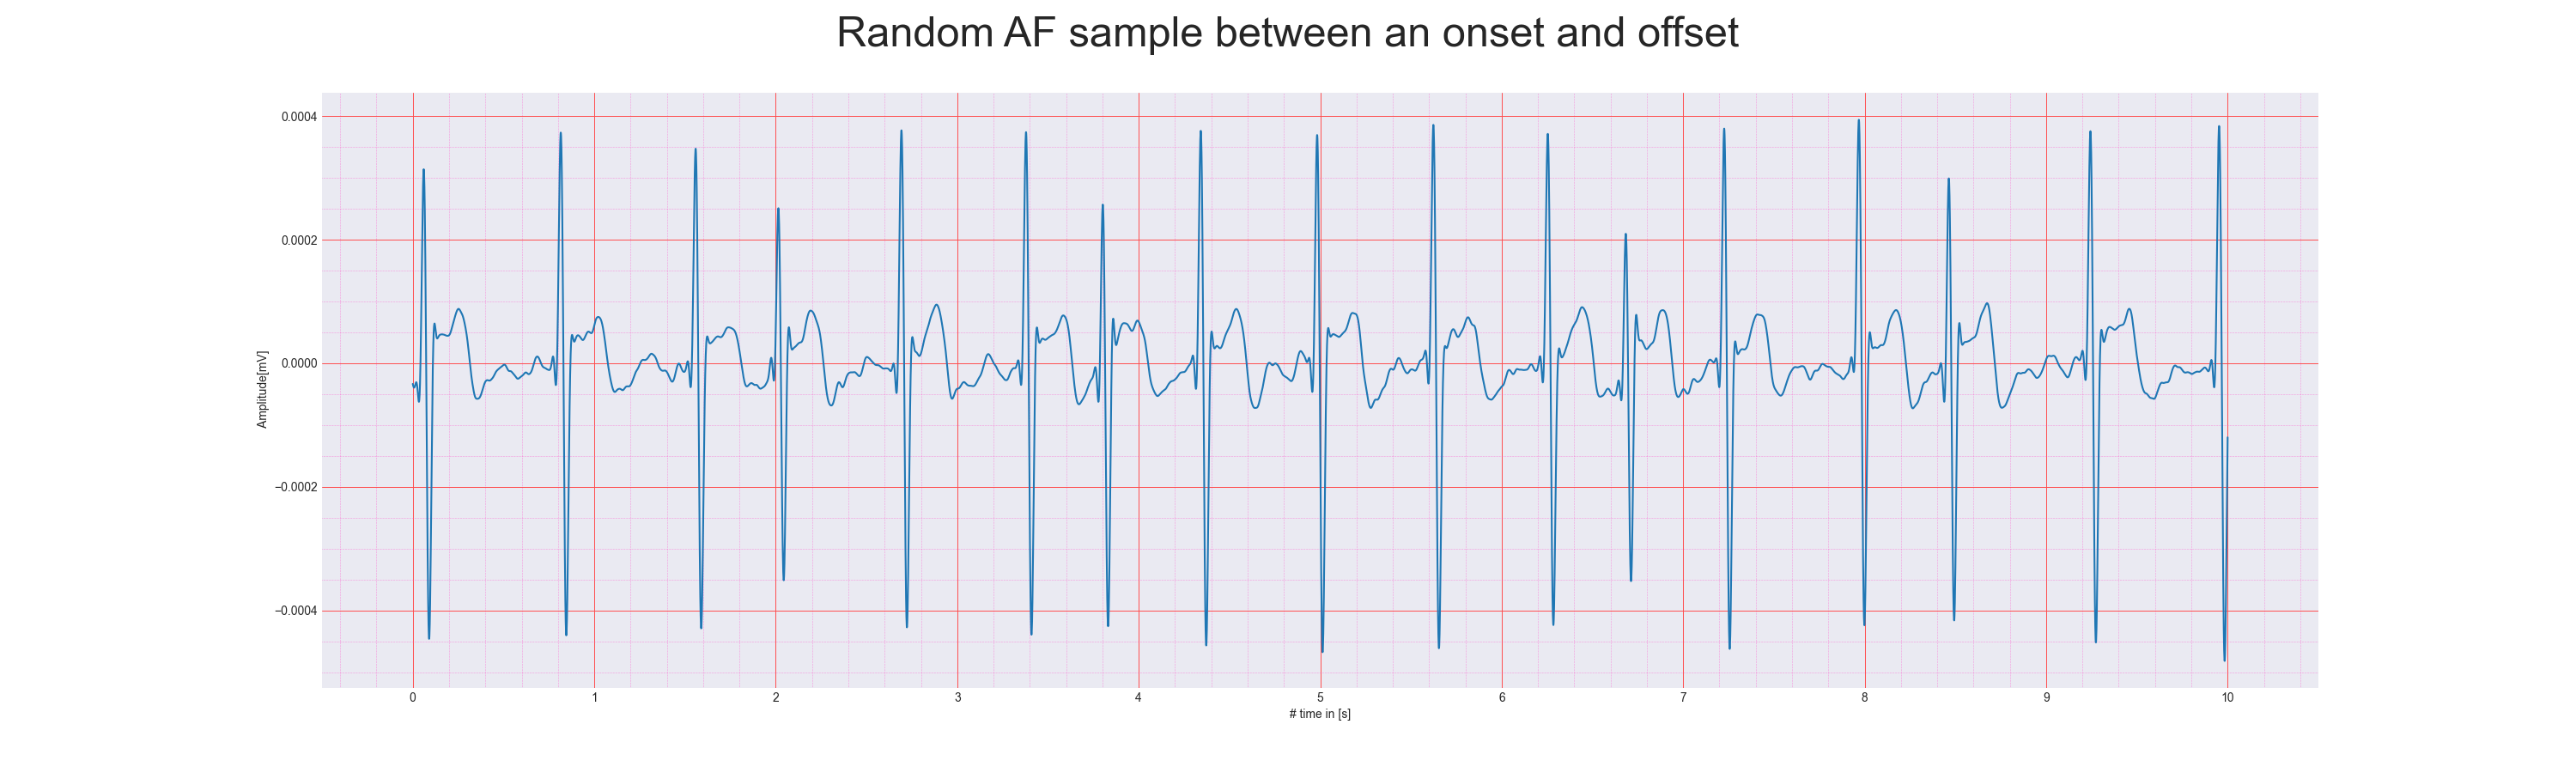 Random AF sample between an onset and offset
0.0004
0.0002
0.0000
−0.0002
−0.0004
Amplitude[mV]
0 1 2 3 4 5 6 7 8 9 10
# time in [s]